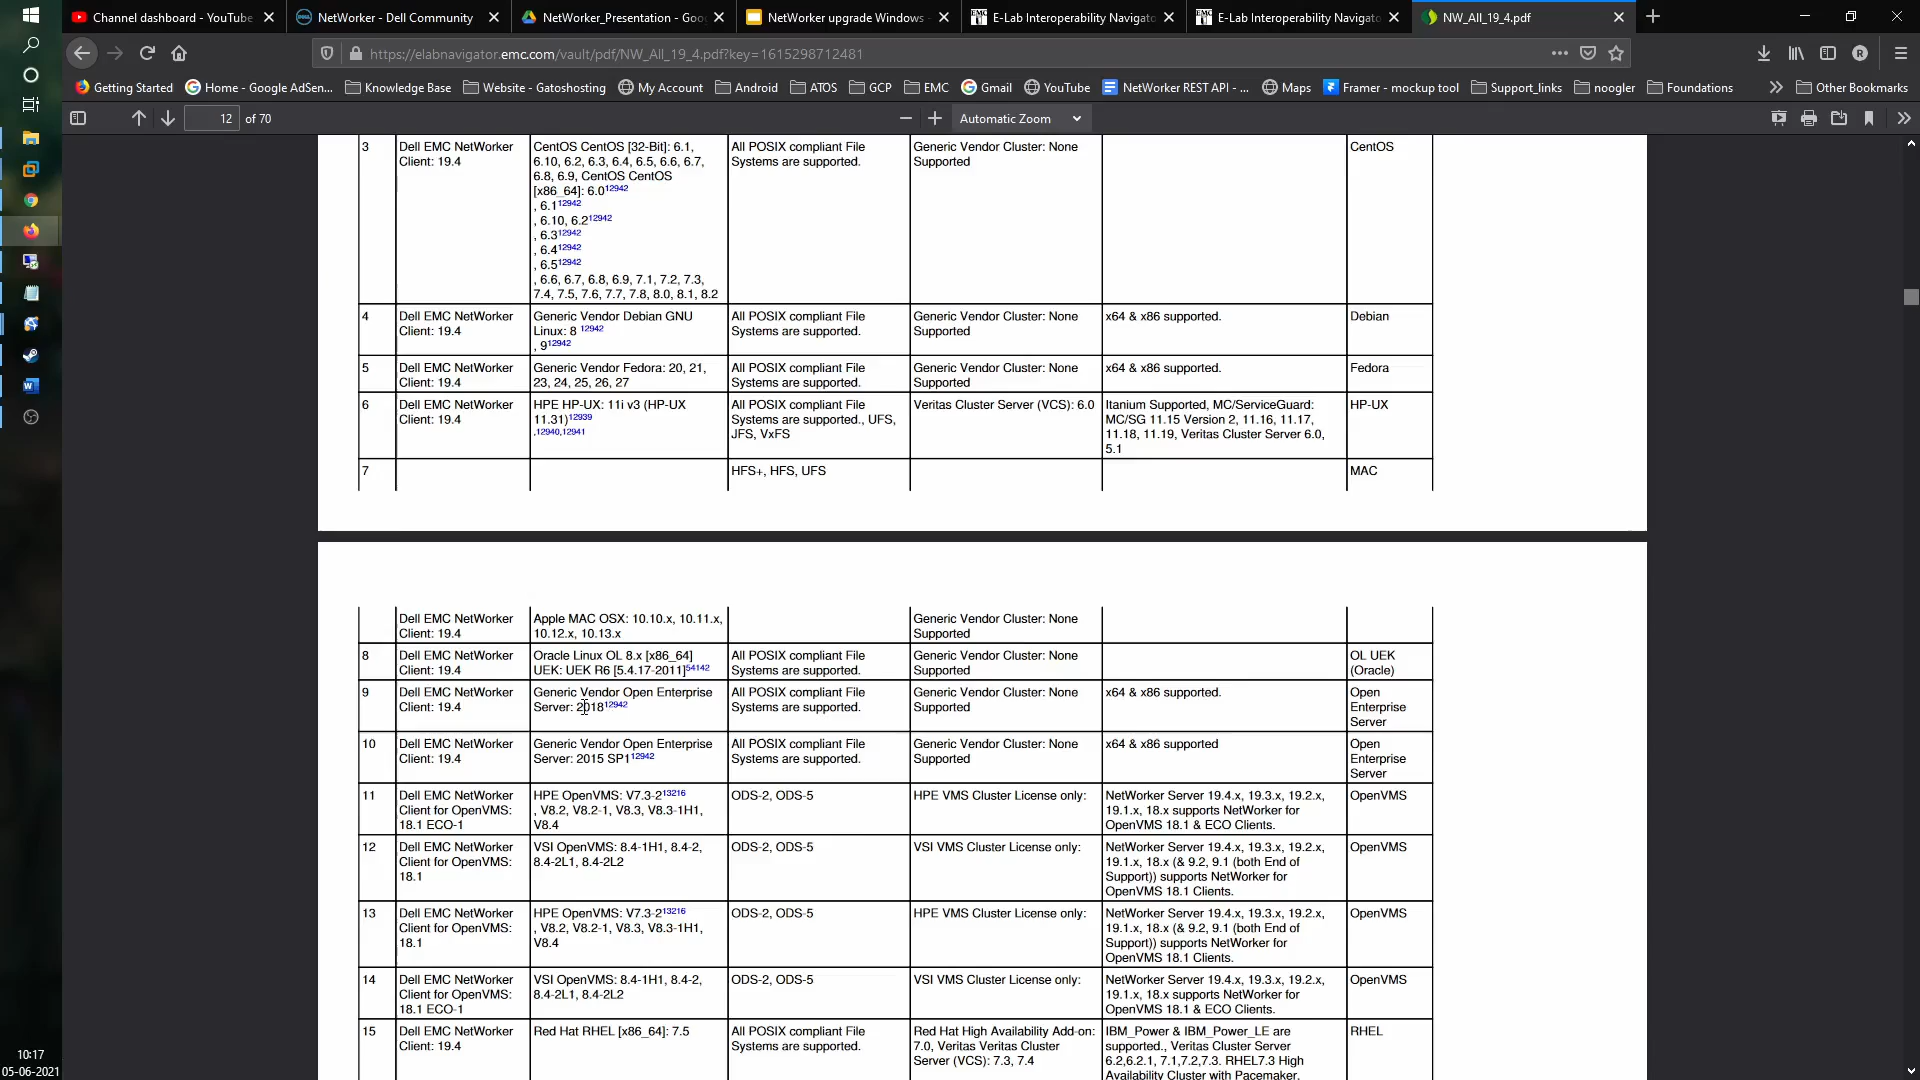 Channel dashboard - YouTube
NetWorker - Dell Community
NetWorker_Presentation - Goo
NetWorker upgrade Windows -
E-Lab Interoperability Navigato
E-Lab Interoperability Navigato
NW_All_19_4.pdf
https://elabnavigator.emc.com/vault/pdf/NW_All_19_4.pdf?key=1615298712481
Getting Started
Home - Google AdSen...
Knowledge Base
Website - Gatoshosting
My Account
Android
ATOS
GCP
EMC
Gmail
YouTube
NetWorker REST API - ...
Maps
Framer - mockup tool
Support_links
noogler
Foundations
Other Bookmarks
12 of 70
Automatic Zoom
3
Dell EMC NetWorker
Client: 19.4
CentOS CentOS [32-Bit]: 6.1,
6.10, 6.2, 6.3, 6.4, 6.5, 6.6, 6.7,
6.8, 6.9, CentOS CentOS
[x86_64]: 6.012942
, 6.112942
, 6.10, 6.212942
, 6.312942
, 6.412942
, 6.512942
, 6.6, 6.7, 6.8, 6.9, 7.1, 7.2, 7.3,
7.4, 7.5, 7.6, 7.7, 7.8, 8.0, 8.1, 8.2
All POSIX compliant File
Systems are supported.
Generic Vendor Cluster: None
Supported
CentOS
4
Dell EMC NetWorker
Client: 19.4
Generic Vendor Debian GNU
Linux: 8 12942
, 912942
All POSIX compliant File
Systems are supported.
Generic Vendor Cluster: None
Supported
x64 & x86 supported.
Debian
5
Dell EMC NetWorker
Client: 19.4
Generic Vendor Fedora: 20, 21,
23, 24, 25, 26, 27
All POSIX compliant File
Systems are supported.
Generic Vendor Cluster: None
Supported
x64 & x86 supported.
Fedora
6
Dell EMC NetWorker
Client: 19.4
HPE HP-UX: 11i v3 (HP-UX
11.31)12939
,12940,12941
All POSIX compliant File
Systems are supported., UFS,
JFS, VxFS
Veritas Cluster Server (VCS): 6.0
Itanium Supported, MC/ServiceGuard:
MC/SG 11.15 Version 2, 11.16, 11.17,
11.18, 11.19, Veritas Cluster Server 6.0,
5.1
HP-UX
7
HFS+, HFS, UFS
MAC
Dell EMC NetWorker
Client: 19.4
Apple MAC OSX: 10.10.x, 10.11.x,
10.12.x, 10.13.x
Generic Vendor Cluster: None
Supported
8
Dell EMC NetWorker
Client: 19.4
Oracle Linux OL 8.x [x86_64]
UEK: UEK R6 [5.4.17-2011]54142
All POSIX compliant File
Systems are supported.
Generic Vendor Cluster: None
Supported
OL UEK
(Oracle)
9
Dell EMC NetWorker
Client: 19.4
Generic Vendor Open Enterprise
Server: 201812942
All POSIX compliant File
Systems are supported.
Generic Vendor Cluster: None
Supported
x64 & x86 supported.
Open
Enterprise
Server
10
Dell EMC NetWorker
Client: 19.4
Generic Vendor Open Enterprise
Server: 2015 SP112942
All POSIX compliant File
Systems are supported.
Generic Vendor Cluster: None
Supported
x64 & x86 supported
Open
Enterprise
Server
11
Dell EMC NetWorker
Client for OpenVMS:
18.1 ECO-1
HPE OpenVMS: V7.3-213216
, V8.2, V8.2-1, V8.3, V8.3-1H1,
V8.4
ODS-2, ODS-5
HPE VMS Cluster License only:
NetWorker Server 19.4.x, 19.3.x, 19.2.x,
19.1.x, 18.x supports NetWorker for
OpenVMS 18.1 & ECO Clients.
OpenVMS
12
Dell EMC NetWorker
Client for OpenVMS:
18.1
VSI OpenVMS: 8.4-1H1, 8.4-2,
8.4-2L1, 8.4-2L2
ODS-2, ODS-5
VSI VMS Cluster License only:
NetWorker Server 19.4.x, 19.3.x, 19.2.x,
19.1.x, 18.x (& 9.2, 9.1 (both End of
Support)) supports NetWorker for
OpenVMS 18.1 Clients.
OpenVMS
13
Dell EMC NetWorker
Client for OpenVMS:
18.1
HPE OpenVMS: V7.3-213216
, V8.2, V8.2-1, V8.3, V8.3-1H1,
V8.4
ODS-2, ODS-5
HPE VMS Cluster License only:
NetWorker Server 19.4.x, 19.3.x, 19.2.x,
19.1.x, 18.x (& 9.2, 9.1 (both End of
Support)) supports NetWorker for
OpenVMS 18.1 Clients.
OpenVMS
14
Dell EMC NetWorker
Client for OpenVMS:
18.1 ECO-1
VSI OpenVMS: 8.4-1H1, 8.4-2,
8.4-2L1, 8.4-2L2
ODS-2, ODS-5
VSI VMS Cluster License only:
NetWorker Server 19.4.x, 19.3.x, 19.2.x,
19.1.x, 18.x supports NetWorker for
OpenVMS 18.1 & ECO Clients.
OpenVMS
15
Dell EMC NetWorker
Client: 19.4
Red Hat RHEL [x86_64]: 7.5
All POSIX compliant File
Systems are supported.
Red Hat High Availability Add-on:
7.0, Veritas Veritas Cluster
Server (VCS): 7.3, 7.4
IBM_Power & IBM_Power_LE are
supported., Veritas Cluster Server
6.2,6.2.1, 7.1,7.2,7.3. RHEL7.3 High
Availability Cluster with Pacemaker.
RHEL
10:17
05-06-2021